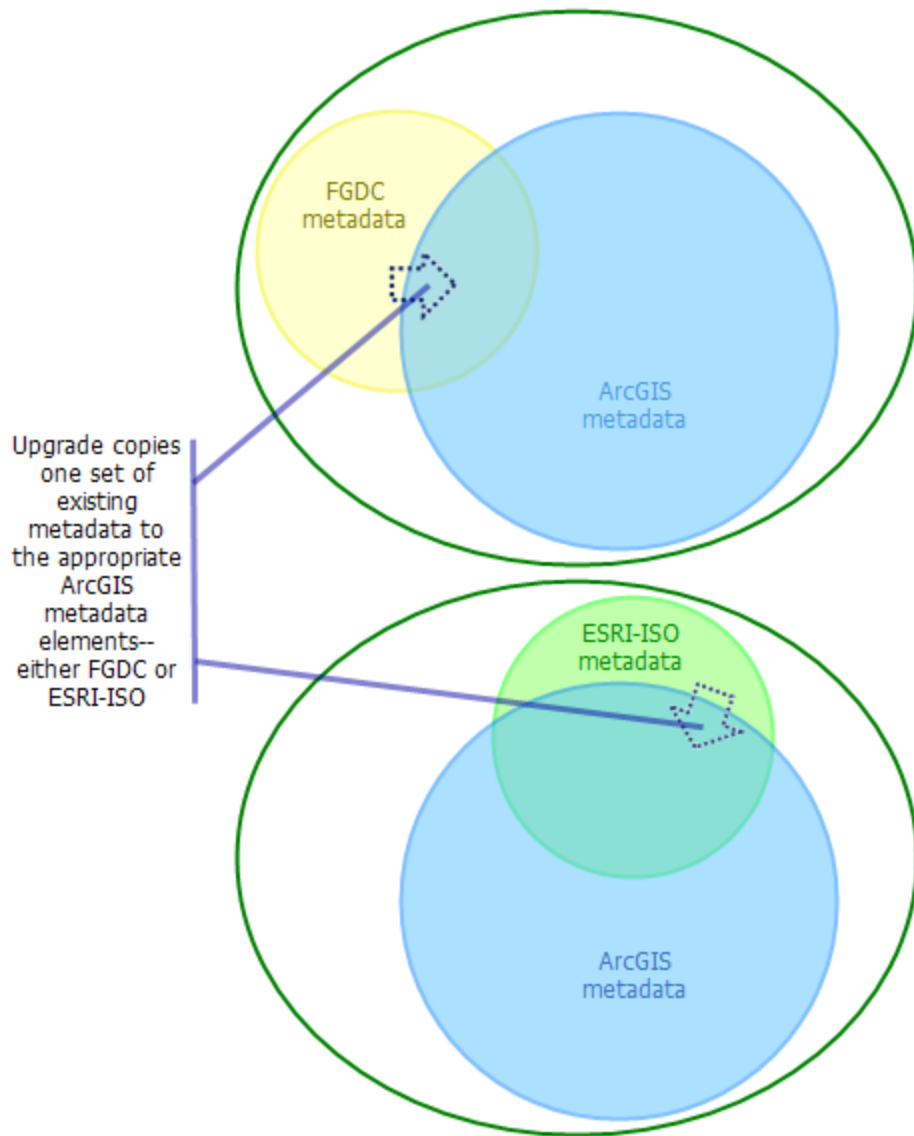 FGDC
metadata
ArcGIS
metadata
Upgrade copies
one set of
existing
metadata to
the appropriate
ArcGIS
metadata
elements--
either FGDC or
ESRI-ISO
ESRI-ISO
metadata
ArcGIS
metadata